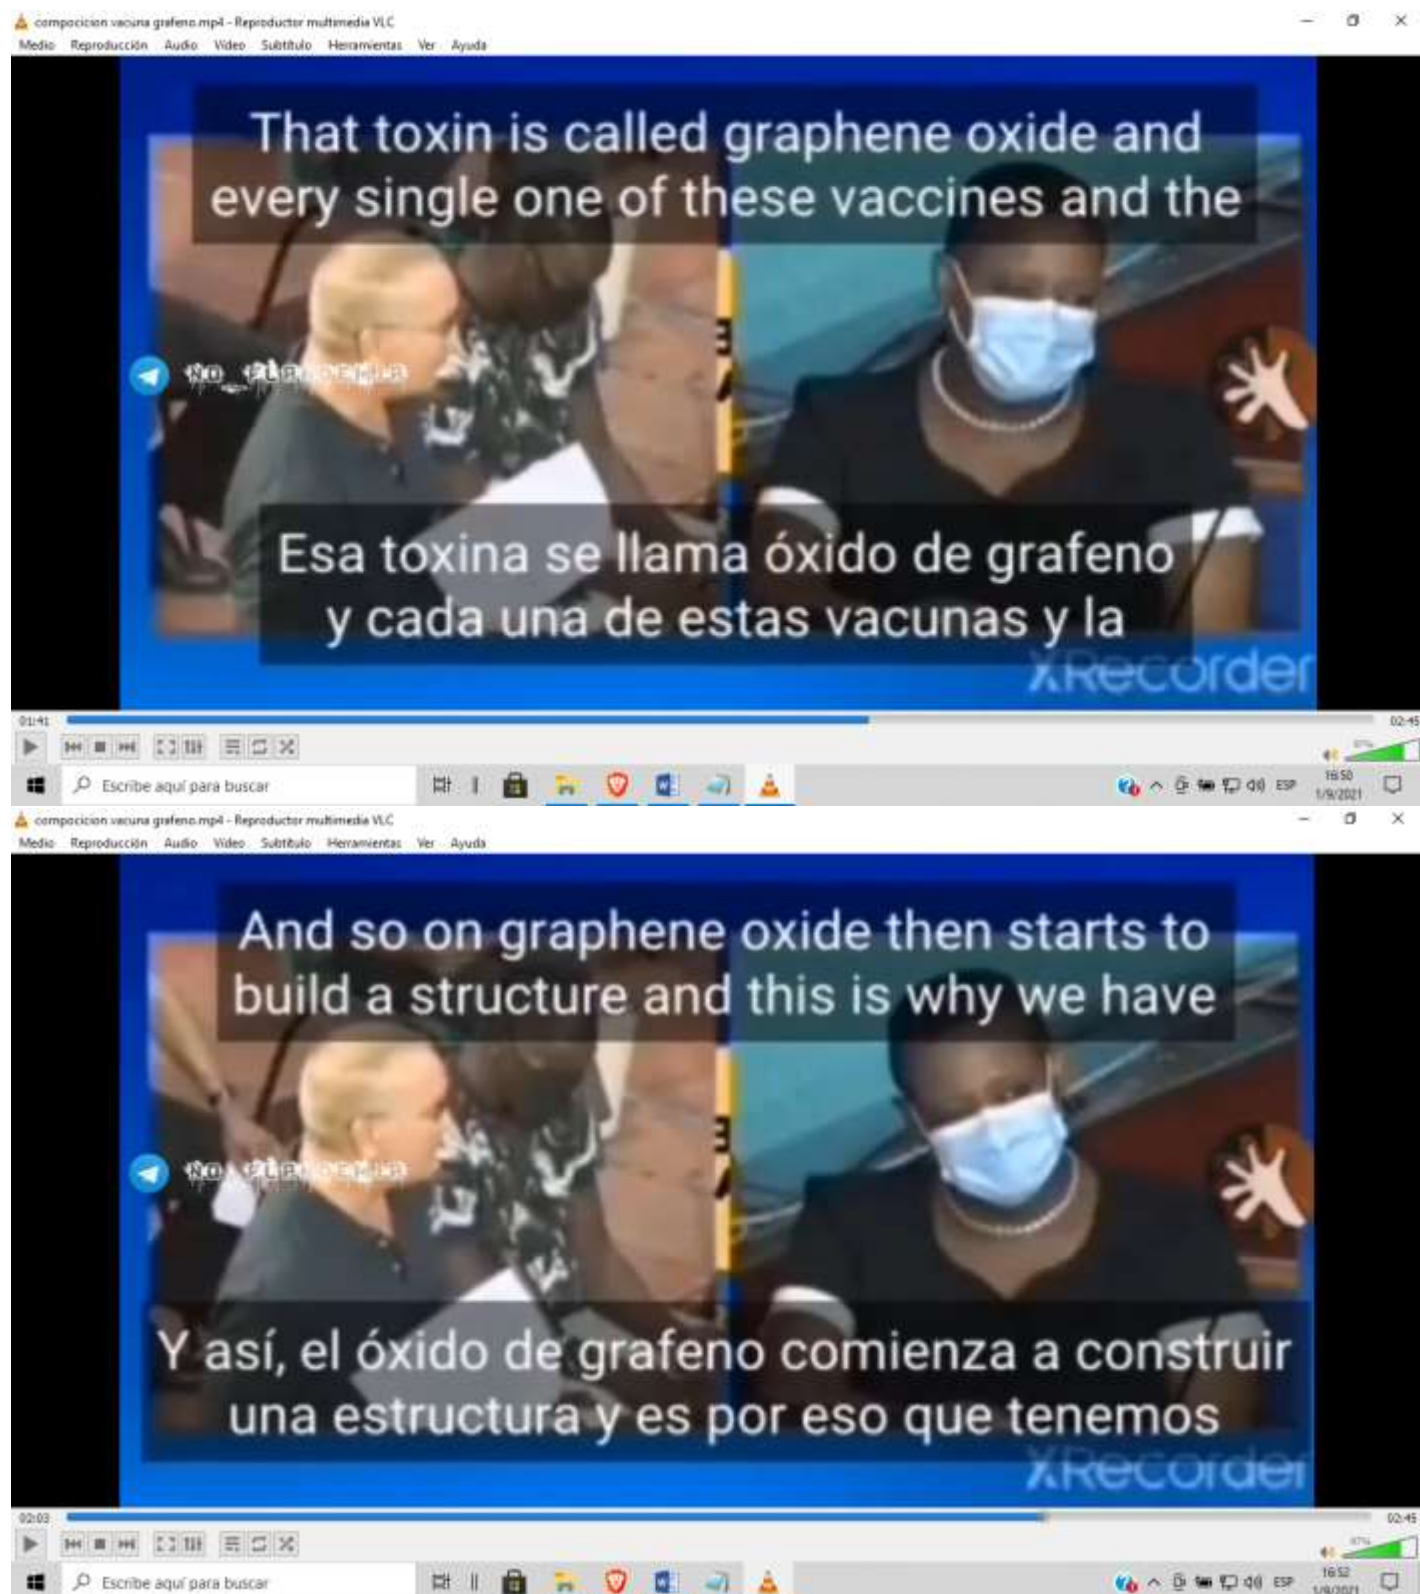 compocicion vacuna grafeno.mp4 - Reproductor multimedia VLC
Medio Reproducción Audio Video Subtítulo Herramientas Ver Ayuda
That toxin is called graphene oxide and
every single one of these vaccines and the
NO_PLANDEMIA
Esa toxina se llama óxido de grafeno
y cada una de estas vacunas y la
XRecorder
01:41 02:45
97%
Escribe aquí para buscar
ESP
16:50
1/9/2021
compocicion vacuna grafeno.mp4 - Reproductor multimedia VLC
Medio Reproducción Audio Video Subtítulo Herramientas Ver Ayuda
And so on graphene oxide then starts to
build a structure and this is why we have
NO_PLANDEMIA
Y así, el óxido de grafeno comienza a construir
una estructura y es por eso que tenemos
XRecorder
02:03 02:45
97%
Escribe aquí para buscar
ESP
16:52
1/9/2021